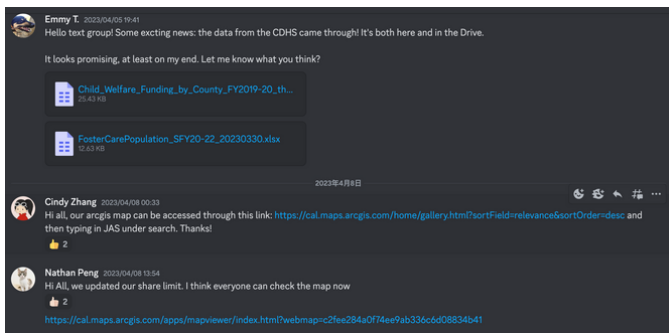 Emmy T. 2023/04/05 19:41
Hello text group! Some excting news: the data from the CDHS came through! It's both here and in the Drive.
It looks promising, at least on my end. Let me know what you think?
Child_Welfare_Funding_by_County_FY2019-20_th...
25.43 KB
FosterCarePopulation_SFY20-22_20230330.xlsx
12.63 KB
2023年4月8日
Cindy Zhang 2023/04/08 00:33
Hi all, our arcgis map can be accessed through this link: https://cal.maps.arcgis.com/home/gallery.html?sortField=relevance&sortOrder=desc and
then typing in JAS under search. Thanks!
2
Nathan Peng 2023/04/08 13:54
Hi All, we updated our share limit. I think everyone can check the map now
2
https://cal.maps.arcgis.com/apps/mapviewer/index.html?webmap=c2fee284a0f74ee9ab336c6d08834b41